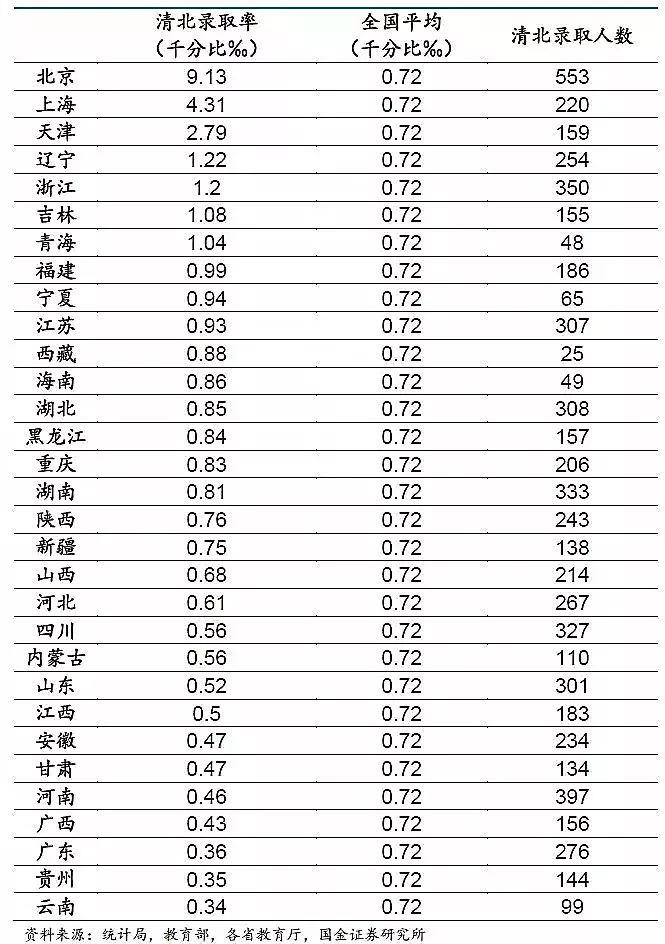 清北录取率 全国平均 清北录取人数
（千分比‰） （千分比‰）
北京 9.13 0.72 553
上海 4.31 0.72 220
天津 2.79 0.72 159
辽宁 1.22 0.72 254
浙江 1.2 0.72 350
吉林 1.08 0.72 155
青海 1.04 0.72 48
福建 0.99 0.72 186
宁夏 0.94 0.72 65
江苏 0.93 0.72 307
西藏 0.88 0.72 25
海南 0.86 0.72 49
湖北 0.85 0.72 308
黑龙江 0.84 0.72 157
重庆 0.83 0.72 206
湖南 0.81 0.72 333
陕西 0.76 0.72 243
新疆 0.75 0.72 138
山西 0.68 0.72 214
河北 0.61 0.72 267
四川 0.56 0.72 327
内蒙古 0.56 0.72 110
山东 0.52 0.72 301
江西 0.5 0.72 183
安徽 0.47 0.72 234
甘肃 0.47 0.72 134
河南 0.46 0.72 397
广西 0.43 0.72 156
广东 0.36 0.72 276
贵州 0.35 0.72 144
云南 0.34 0.72 99
资料来源：统计局，教育部，各省教育厅，国金证券研究所